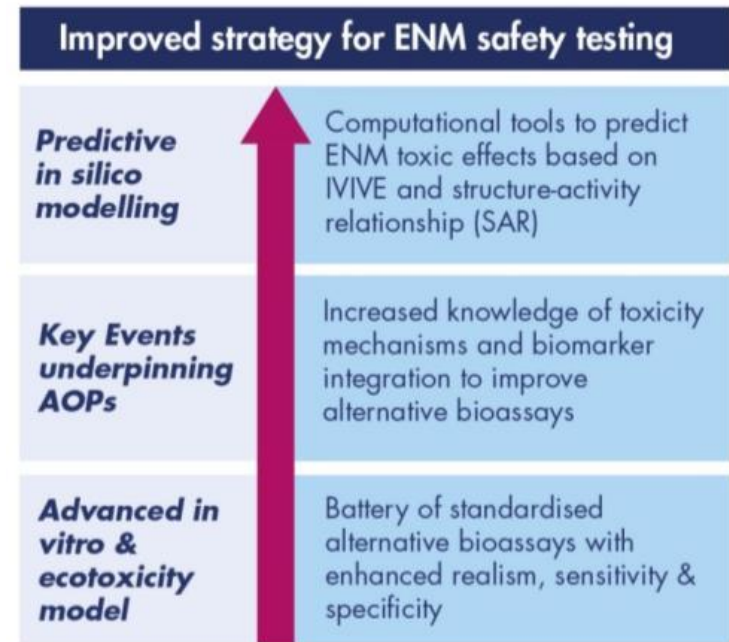 Improved strategy for ENM safety testing
Predictive
in silico
modelling
Computational tools to predict
ENM toxic effects based on
IVIVE and structure-activity
relationship (SAR)
Key Events
underpinning
AOPs
Increased knowledge of toxicity
mechanisms and biomarker
integration to improve
alternative bioassays
Advanced in
vitro &
ecotoxicity
model
Battery of standardised
alternative bioassays with
enhanced realism, sensitivity &
specificity